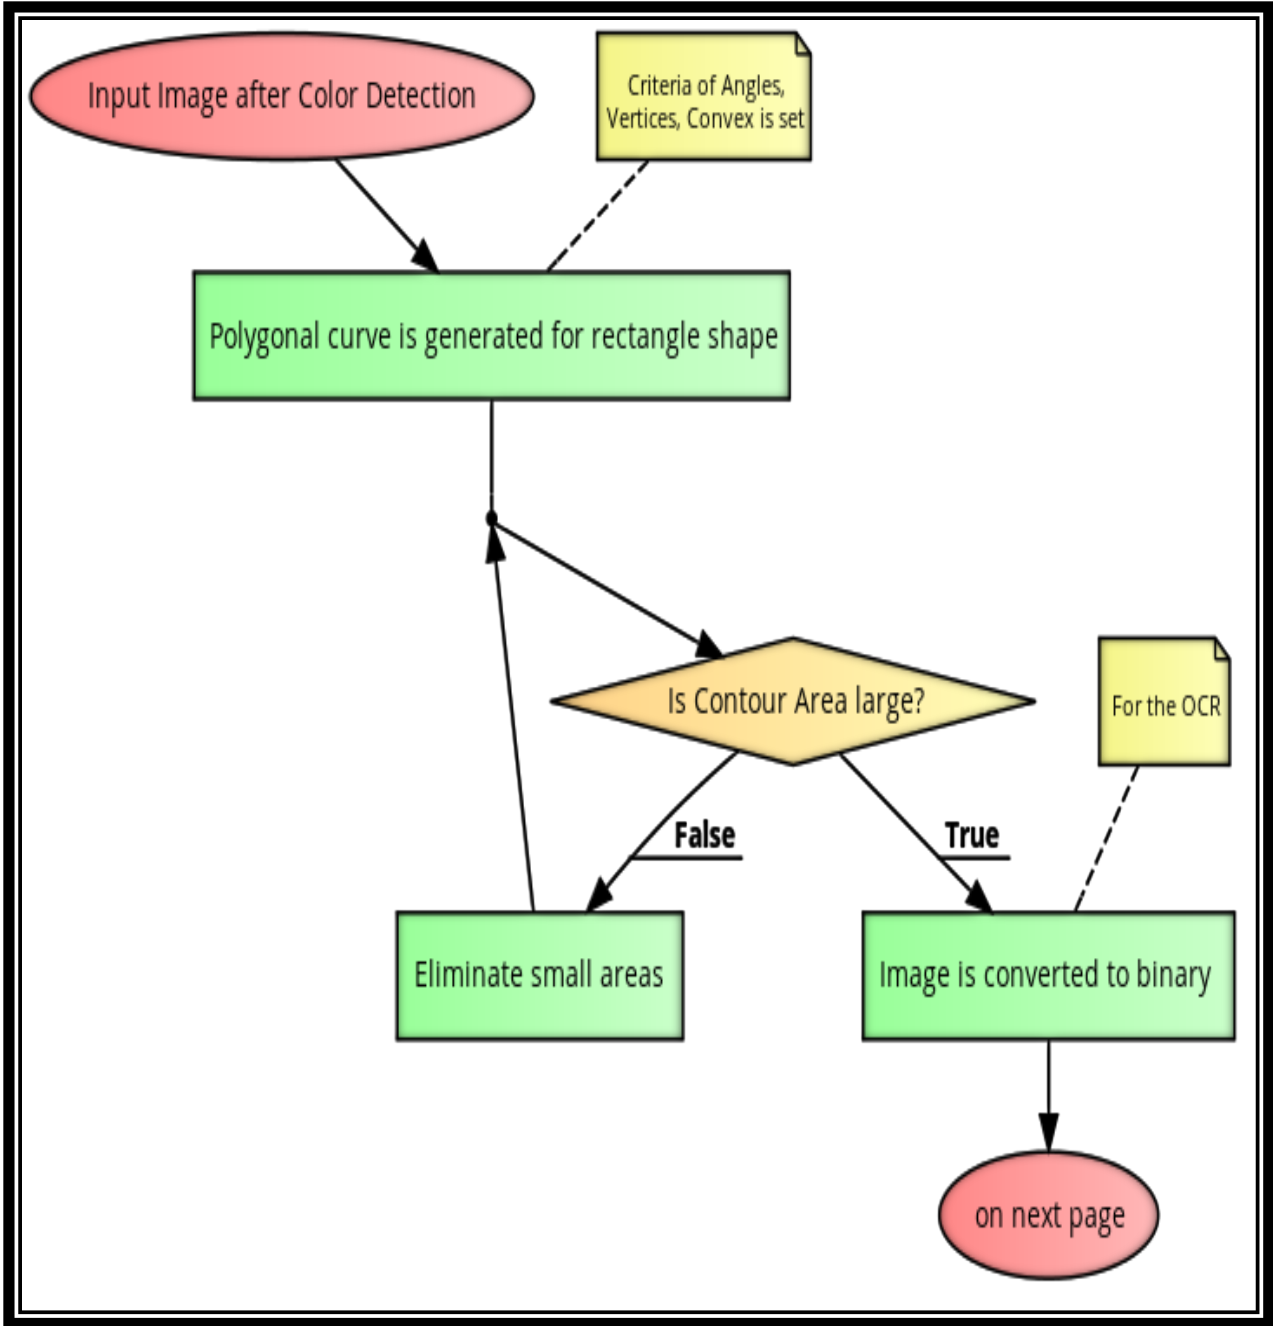 Input Image after Color Detection
Criteria of Angles,
Vertices, Convex is set
Polygonal curve is generated for rectangle shape
Is Contour Area large?
For the OCR
False
True
Eliminate small areas
Image is converted to binary
on next page